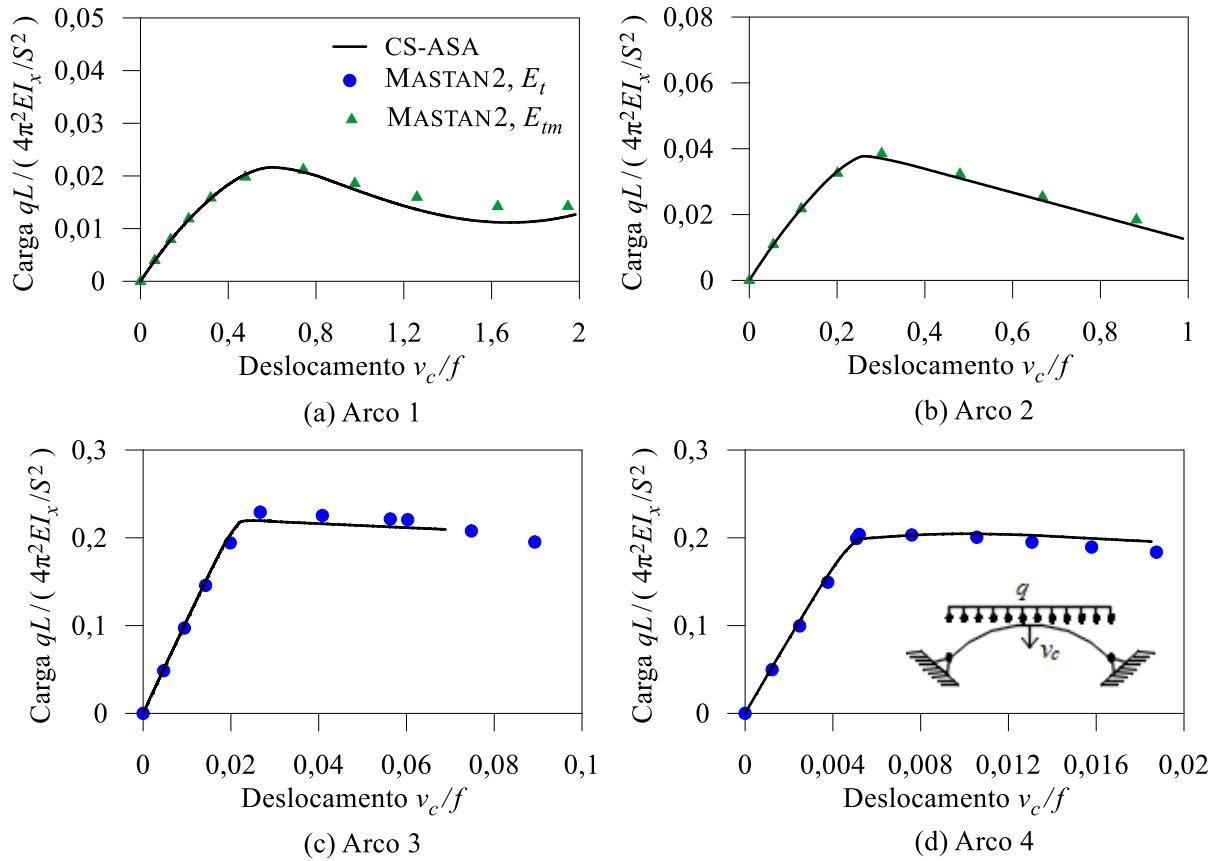 0,05
0,04
0,03
0,02
0,01
0
Carga qL / ( 4π²EIₓ/S² )
CS-ASA
MASTAN2, Eₜ
MASTAN2, Eₜₘ
0 0,4 0,8 1,2 1,6 2
Deslocamento v_c/f
(a) Arco 1
0,08
0,06
0,04
0,02
0
Carga qL / ( 4π²EIₓ/S² )
0 0,2 0,4 0,6 0,8 1
Deslocamento v_c/f
(b) Arco 2
0,3
0,2
0,1
0
Carga qL / ( 4π²EIₓ/S² )
0 0,02 0,04 0,06 0,08 0,1
Deslocamento v_c/f
(c) Arco 3
0,3
0,2
0,1
0
Carga qL / ( 4π²EIₓ/S² )
q
v_c
0 0,004 0,008 0,012 0,016 0,02
Deslocamento v_c/f
(d) Arco 4